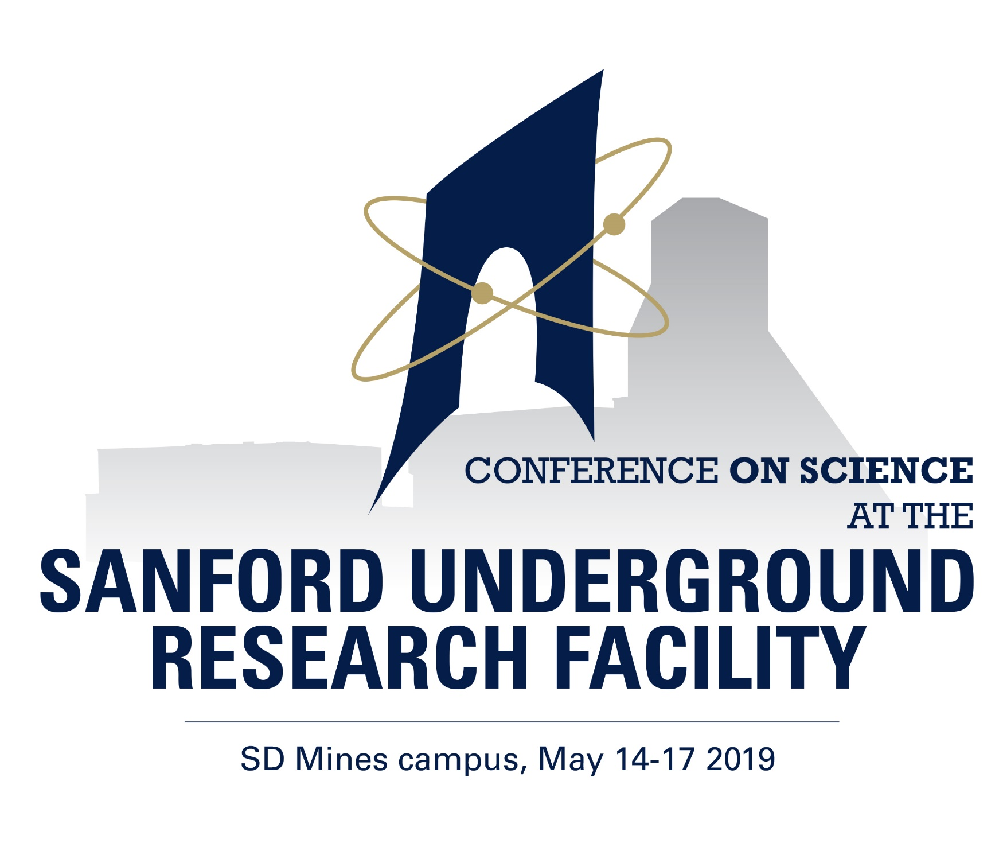 CONFERENCE ON SCIENCE
AT THE
SANFORD UNDERGROUND
RESEARCH FACILITY
SD Mines campus, May 14-17 2019